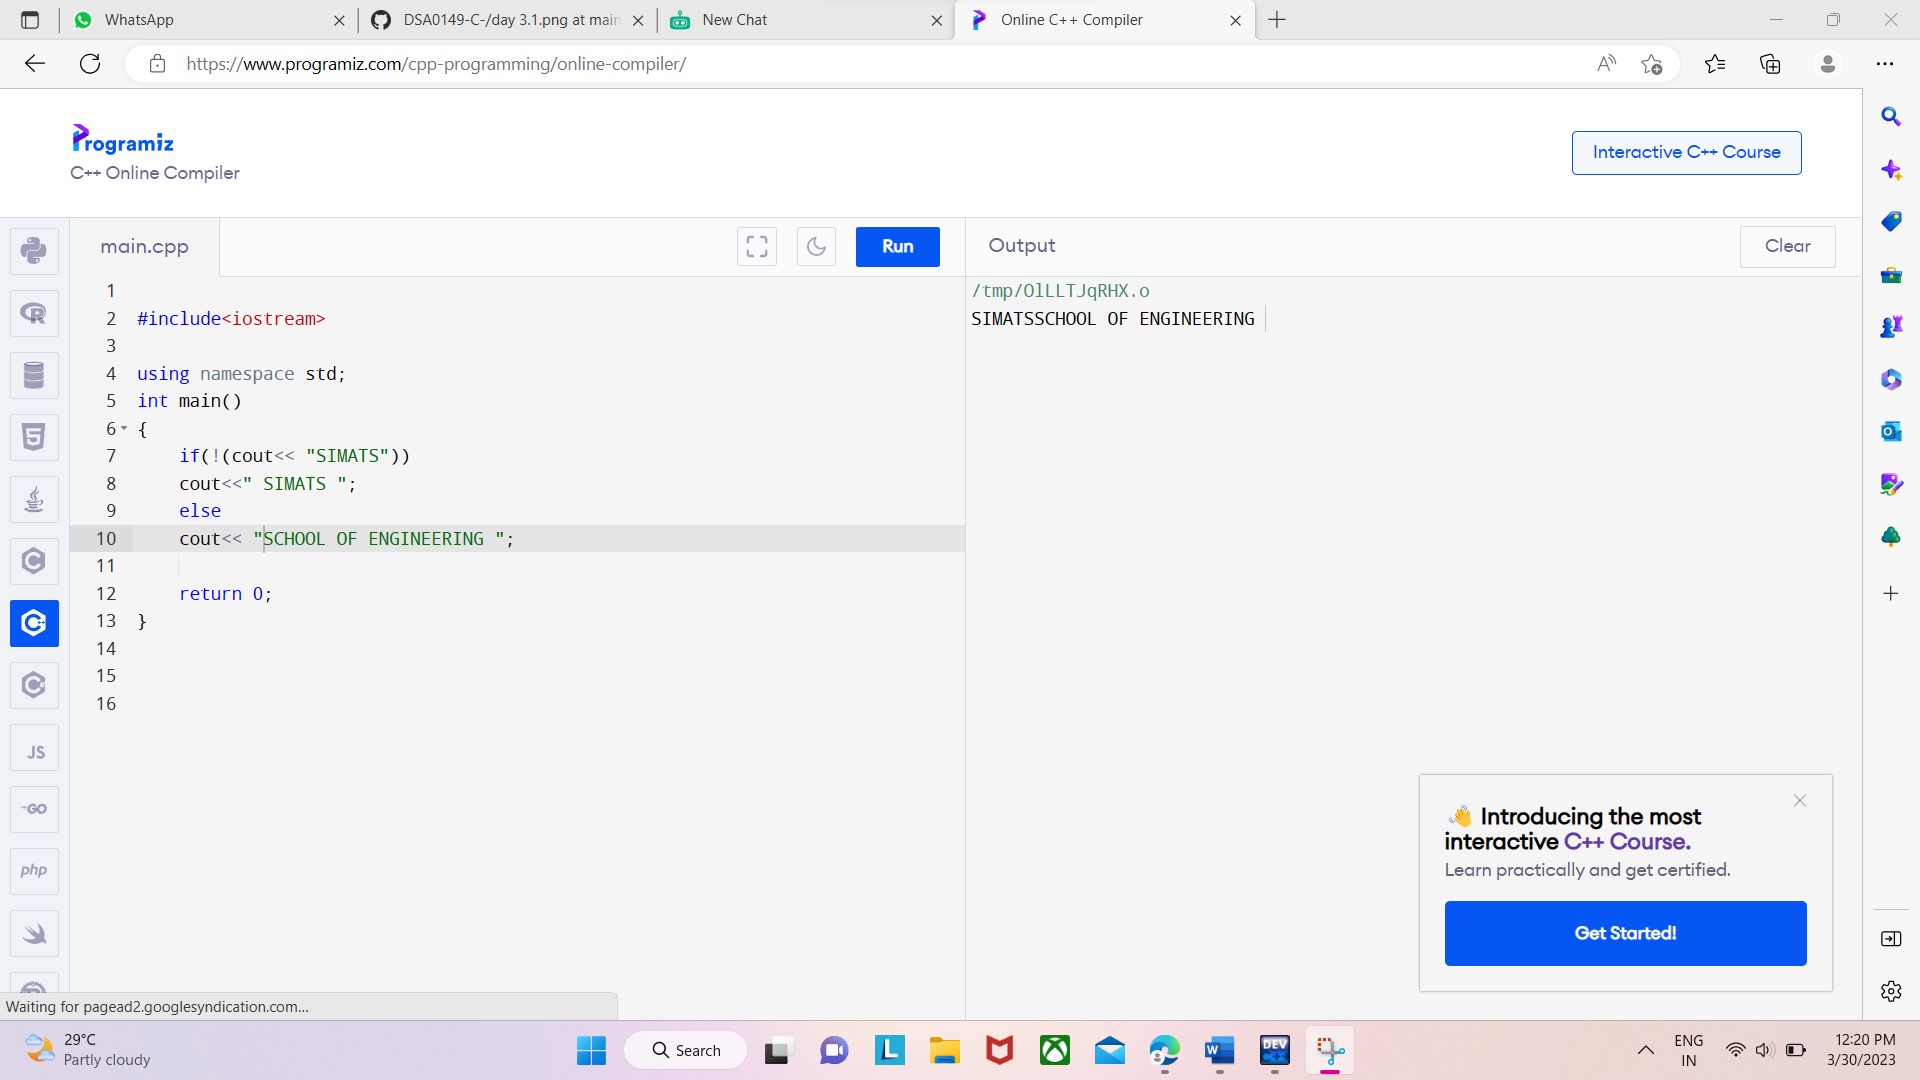 WhatsApp
DSA0149-C-/day 3.1.png at main
New Chat
Online C++ Compiler
https://www.programiz.com/cpp-programming/online-compiler/
Programiz
C++ Online Compiler
Interactive C++ Course
main.cpp
Run
Output
Clear
1
2 #include<iostream>
3
4 using namespace std;
5 int main()
6 {
7 if(!(cout<< "SIMATS"))
8 cout<<" SIMATS ";
9 else
10 cout<< "SCHOOL OF ENGINEERING ";
11
12 return 0;
13 }
14
15
16
/tmp/OlLLTJqRHX.o
SIMATSSCHOOL OF ENGINEERING
JS
GO
php
👋 Introducing the most
interactive C++ Course.
Learn practically and get certified.
Get Started!
Waiting for pagead2.googlesyndication.com...
29°C
Partly cloudy
Search
DEV
C++
ENG
IN
12:20 PM
3/30/2023